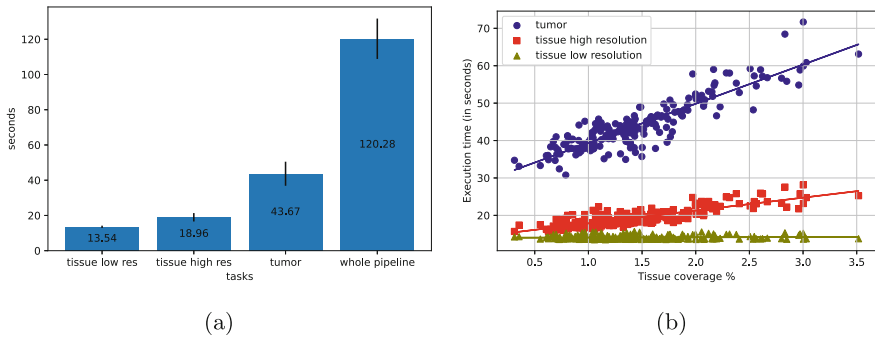 120
100
80
60
40
20
0
seconds
13.54
18.96
43.67
120.28
tissue low res
tissue high res
tumor
whole pipeline
tasks
(a)
70
60
50
40
30
20
Execution time (in seconds)
tumor
tissue high resolution
tissue low resolution
0.5 1.0 1.5 2.0 2.5 3.0 3.5
Tissue coverage %
(b)